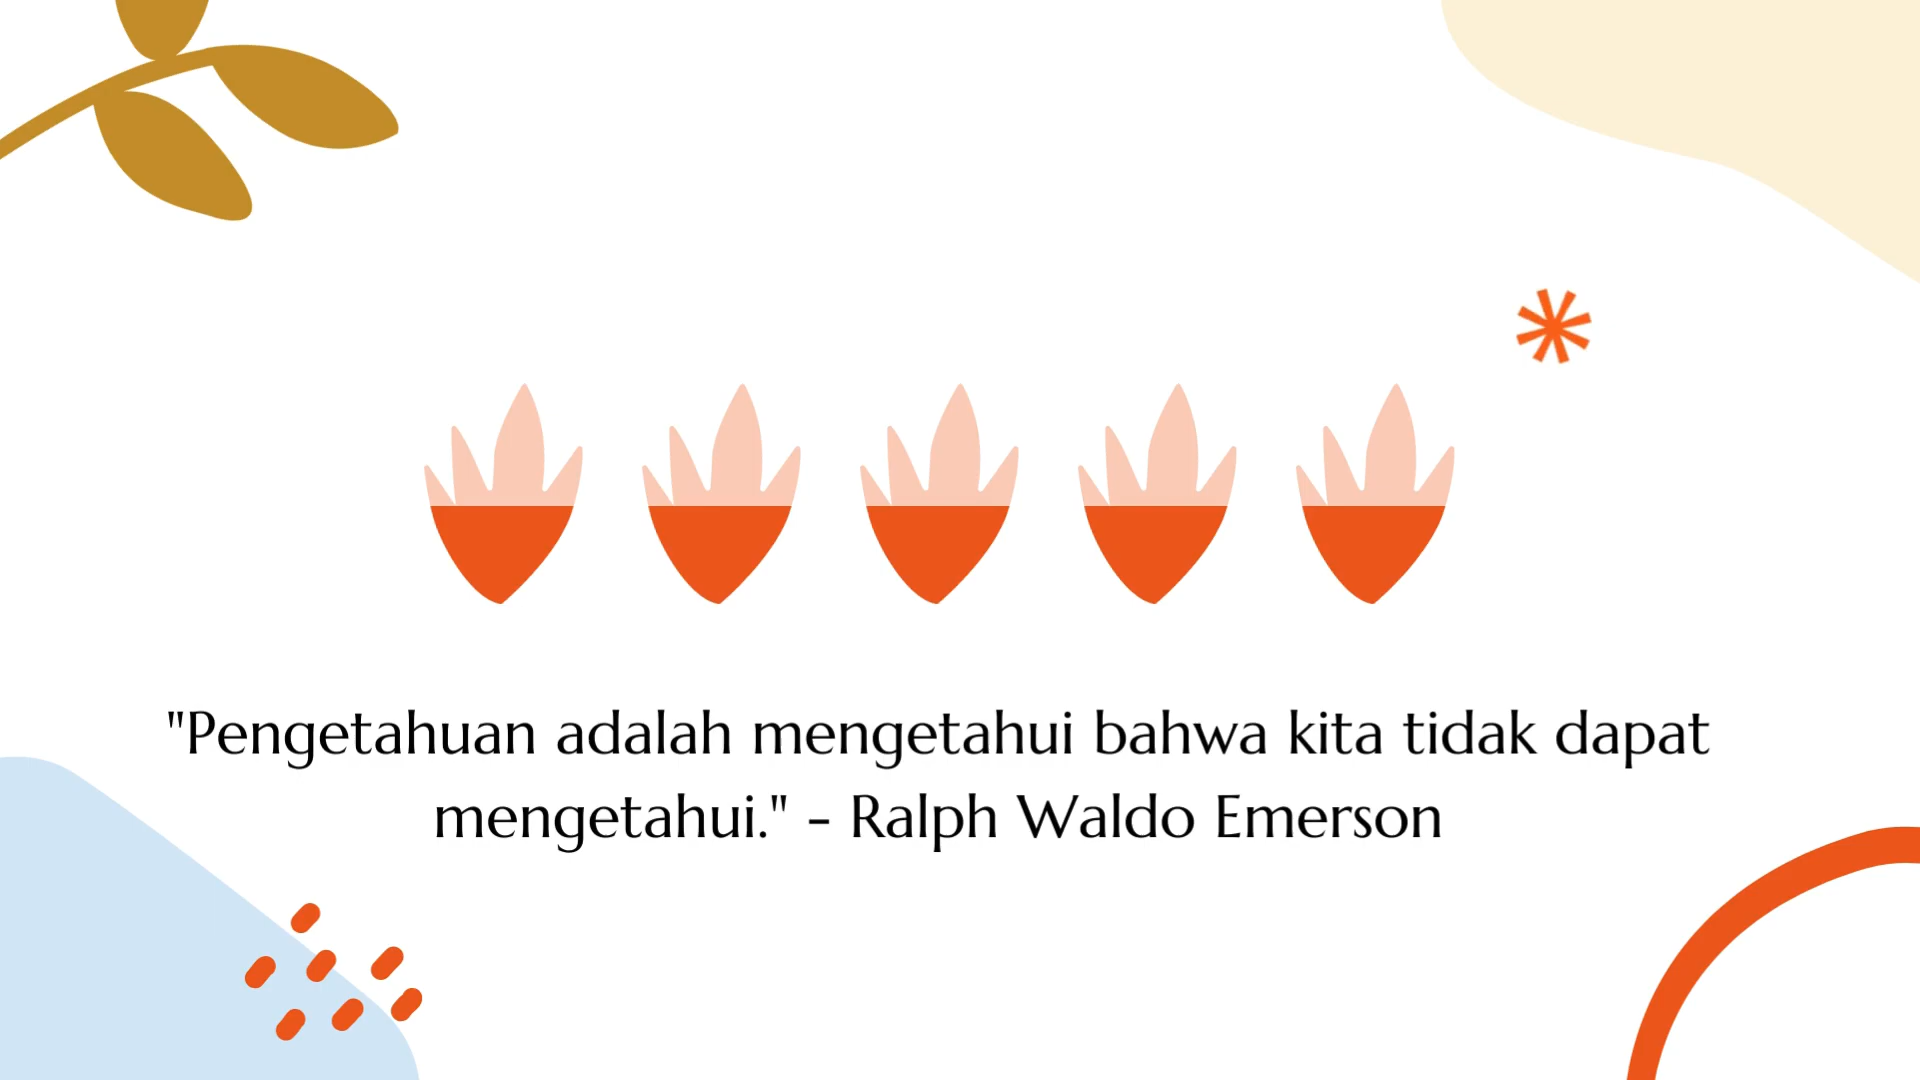 "Pengetahuan adalah mengetahui bahwa kita tidak dapat
mengetahui." - Ralph Waldo Emerson